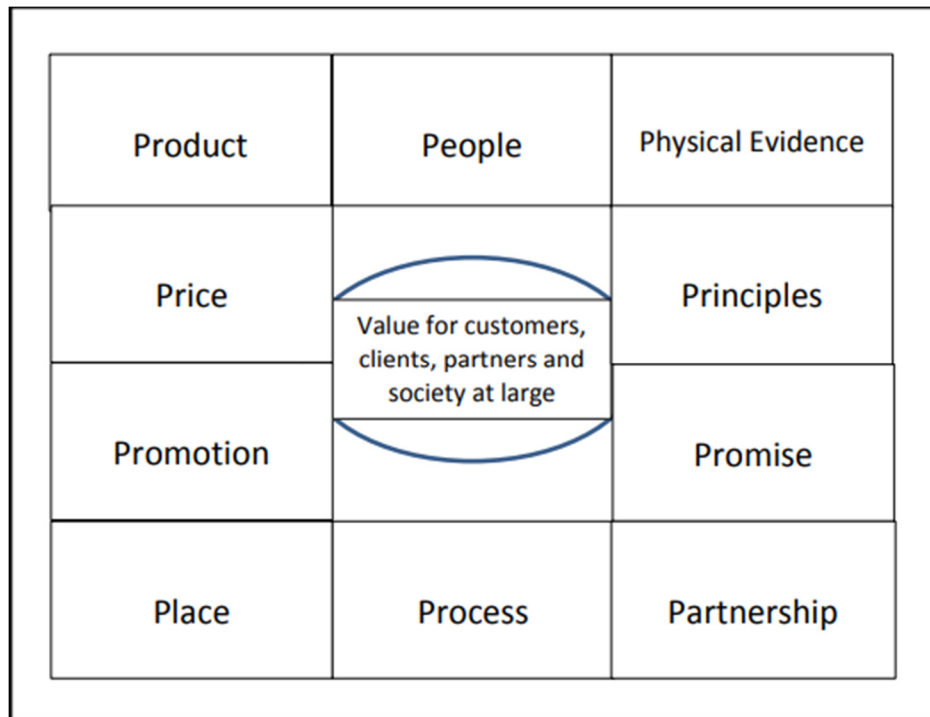 Product
People
Physical Evidence
Price
Value for customers,
clients, partners and
society at large
Principles
Promotion
Promise
Place
Process
Partnership